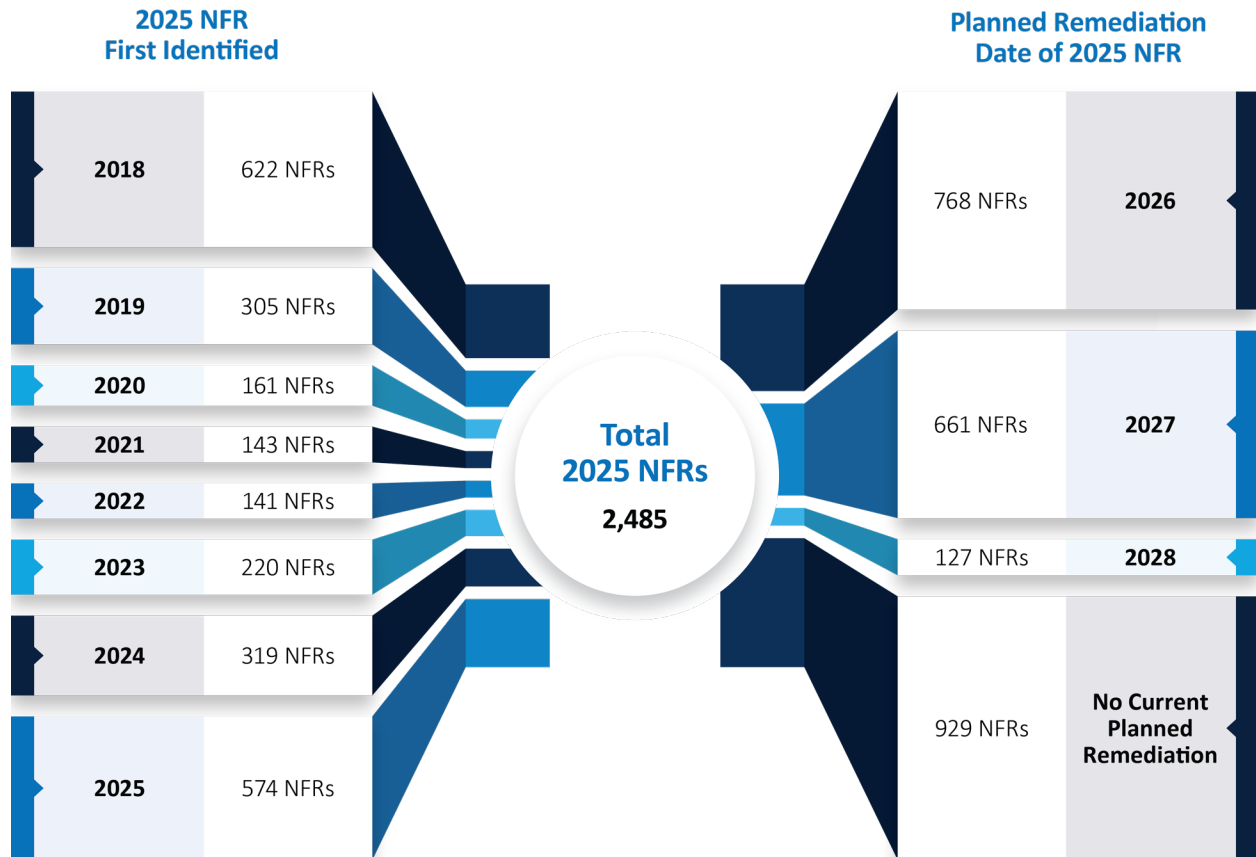 2025 NFR
First Identified
2018 622 NFRs
2019 305 NFRs
2020 161 NFRs
2021 143 NFRs
2022 141 NFRs
2023 220 NFRs
2024 319 NFRs
2025 574 NFRs
Total
2025 NFRs
2,485
Planned Remediation
Date of 2025 NFR
768 NFRs 2026
661 NFRs 2027
127 NFRs 2028
929 NFRs
No Current
Planned
Remediation